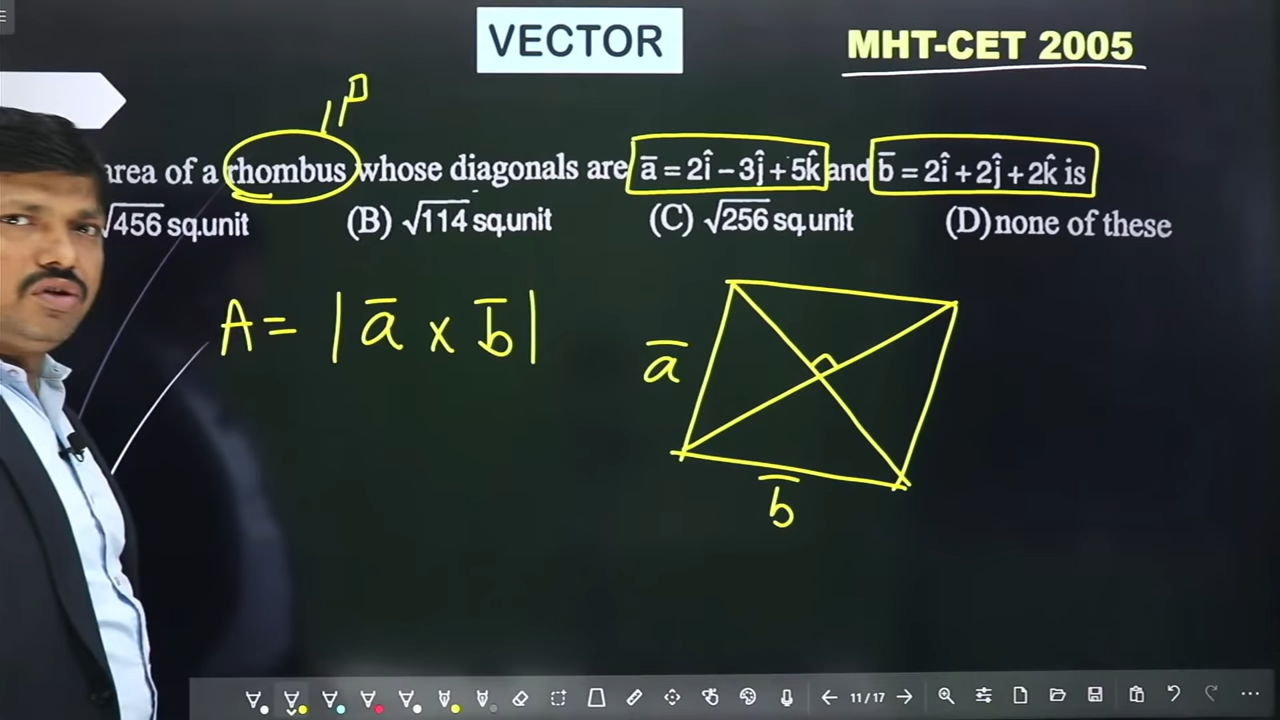 VECTOR
MHT-CET 2005
∥P
area of a rhombus whose diagonals are a̅ = 2î − 3ĵ + 5k̂ and b̅ = 2î + 2ĵ + 2k̂ is
√456 sq.unit (B) √114 sq.unit (C) √256 sq.unit (D) none of these
A = | a̅ × b̅ |
a̅
b̅
11/17